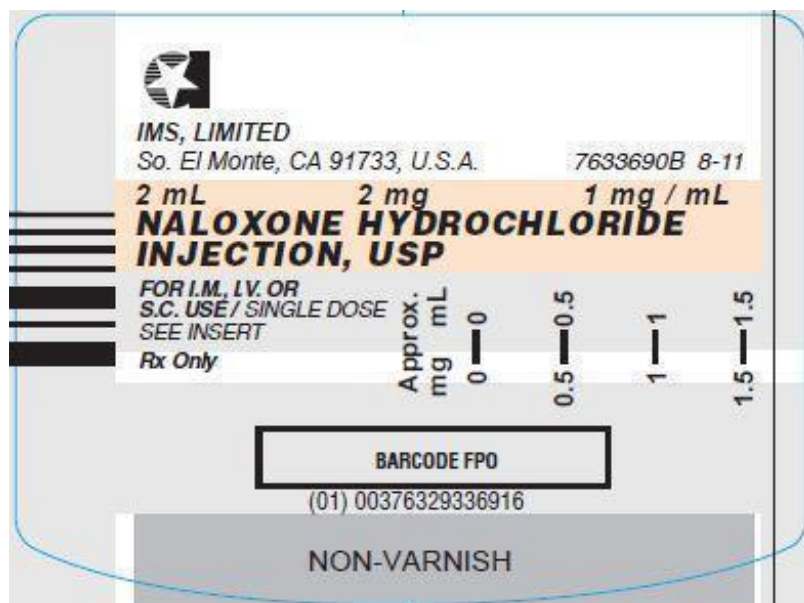 IMS, LIMITED
So. El Monte, CA 91733, U.S.A. 7633690B 8-11
2 mL 2 mg 1 mg / mL
NALOXONE HYDROCHLORIDE
INJECTION, USP
FOR I.M., I.V. OR
S.C. USE / SINGLE DOSE
SEE INSERT
Rx Only
Approx.
mg mL
0 0
0.5 0.5
1 1
1.5 1.5
BARCODE FPO
(01) 00376329336916
NON-VARNISH